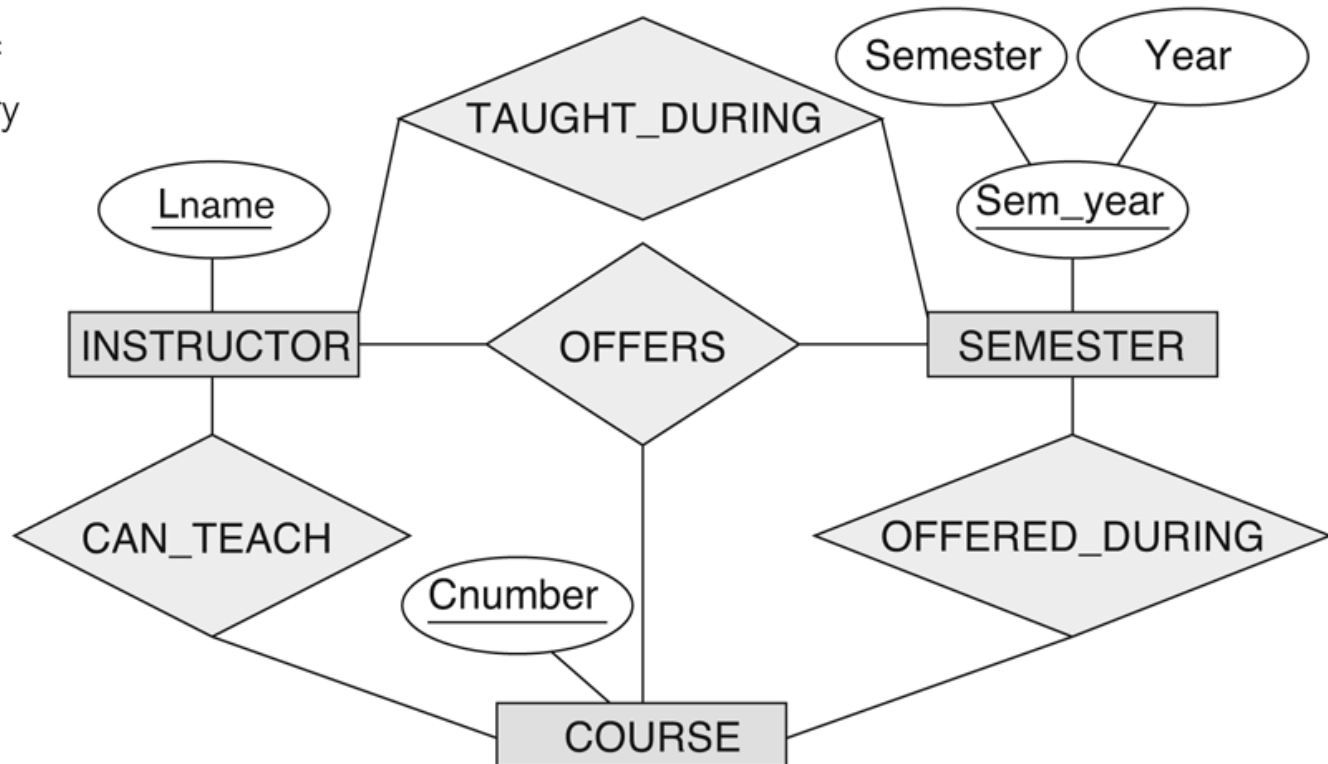 TAUGHT_DURING
Semester
Year
Lname
Sem_year
INSTRUCTOR
OFFERS
SEMESTER
CAN_TEACH
OFFERED_DURING
Cnumber
COURSE